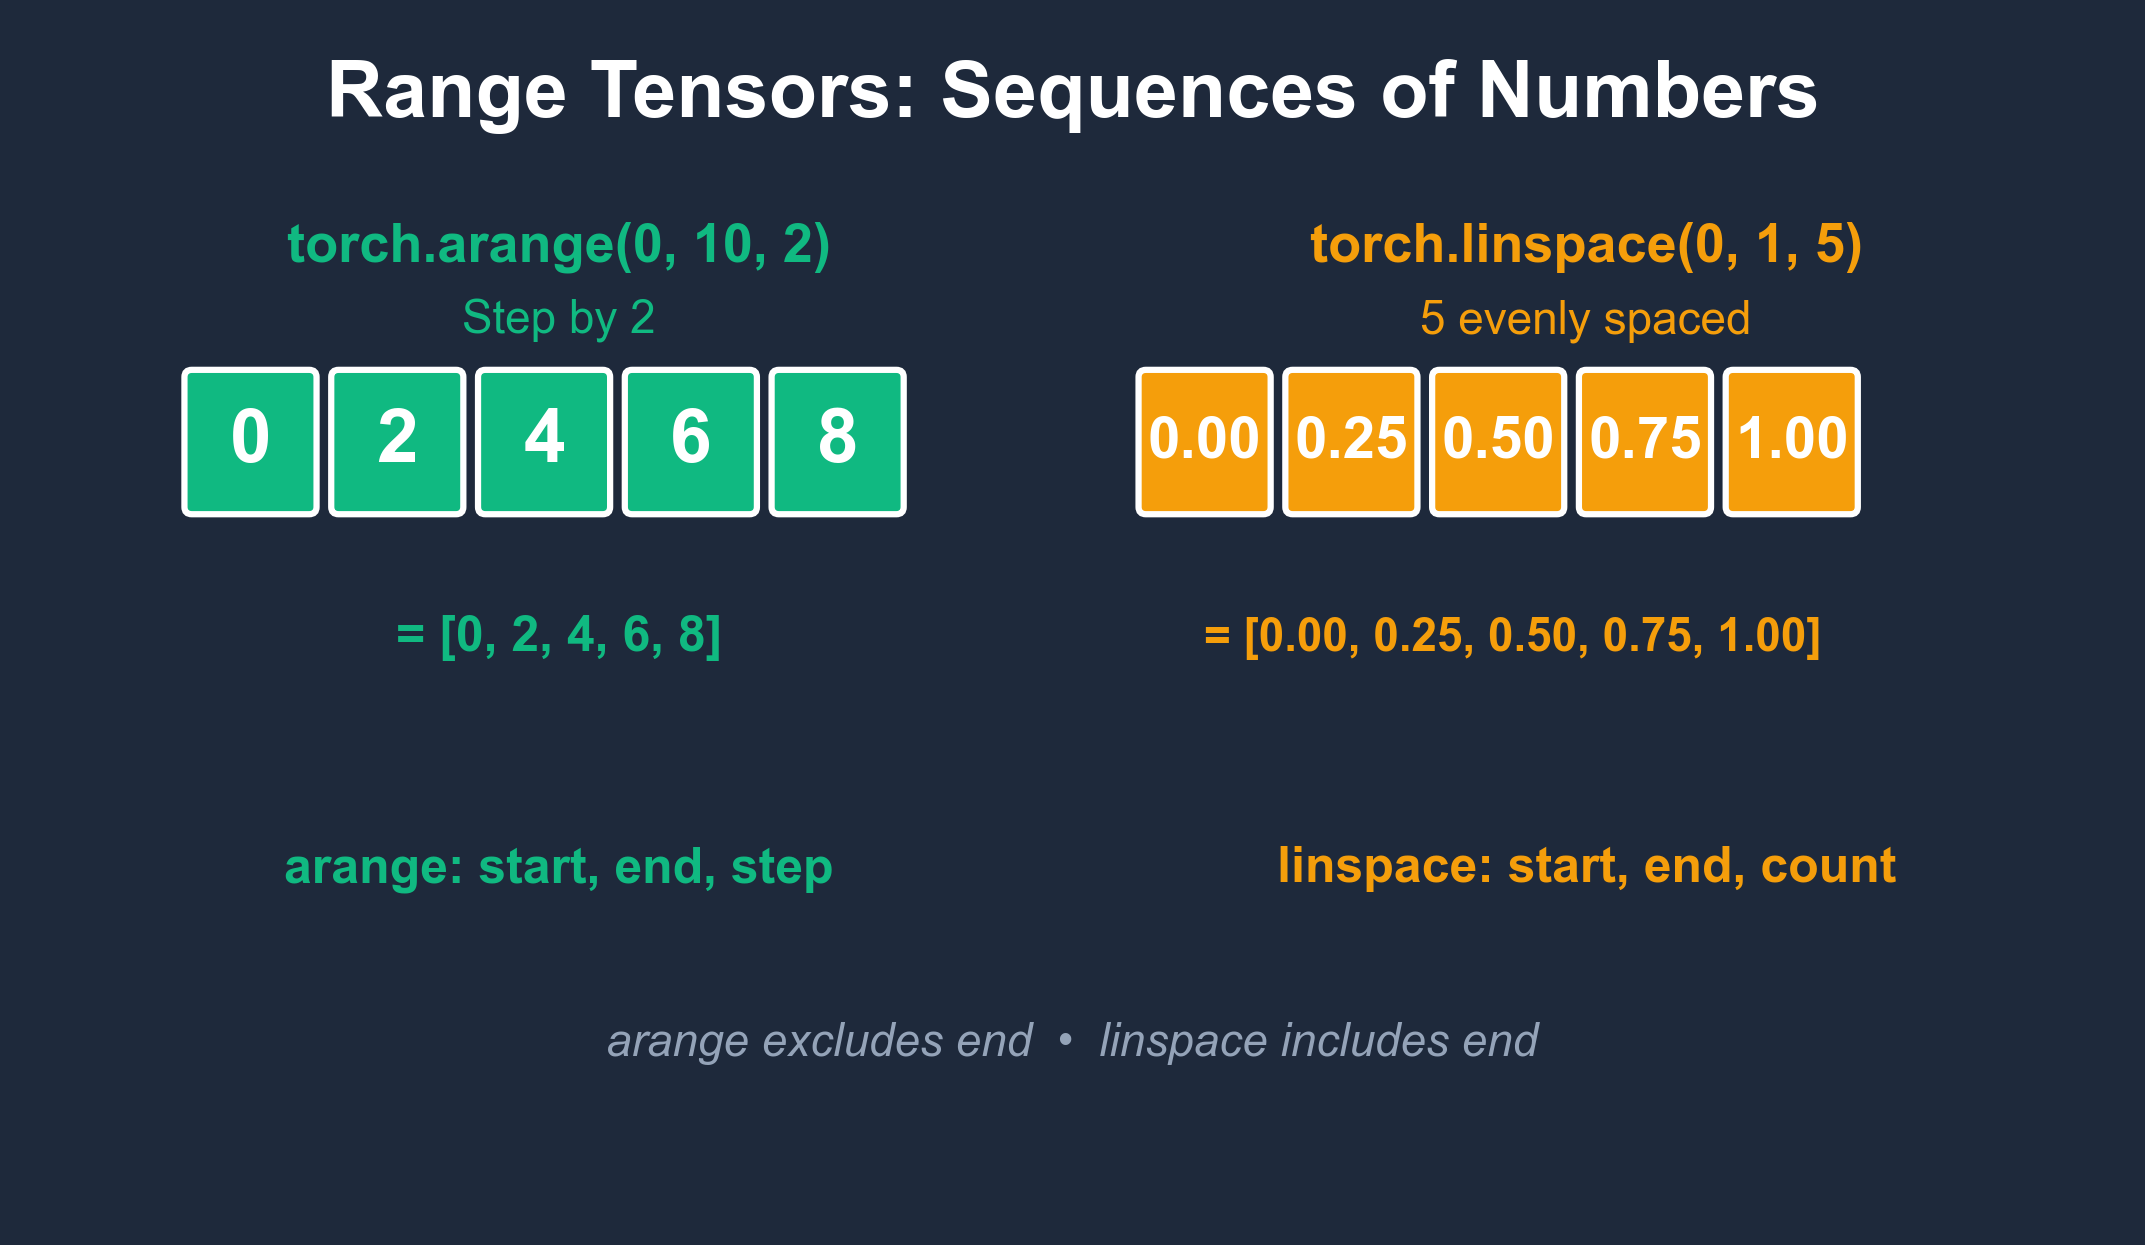 Range Tensors: Sequences of Numbers
torch.arange(0, 10, 2)
Step by 2
0 2 4 6 8
= [0, 2, 4, 6, 8]
arange: start, end, step
torch.linspace(0, 1, 5)
5 evenly spaced
0.00 0.25 0.50 0.75 1.00
= [0.00, 0.25, 0.50, 0.75, 1.00]
linspace: start, end, count
arange excludes end • linspace includes end